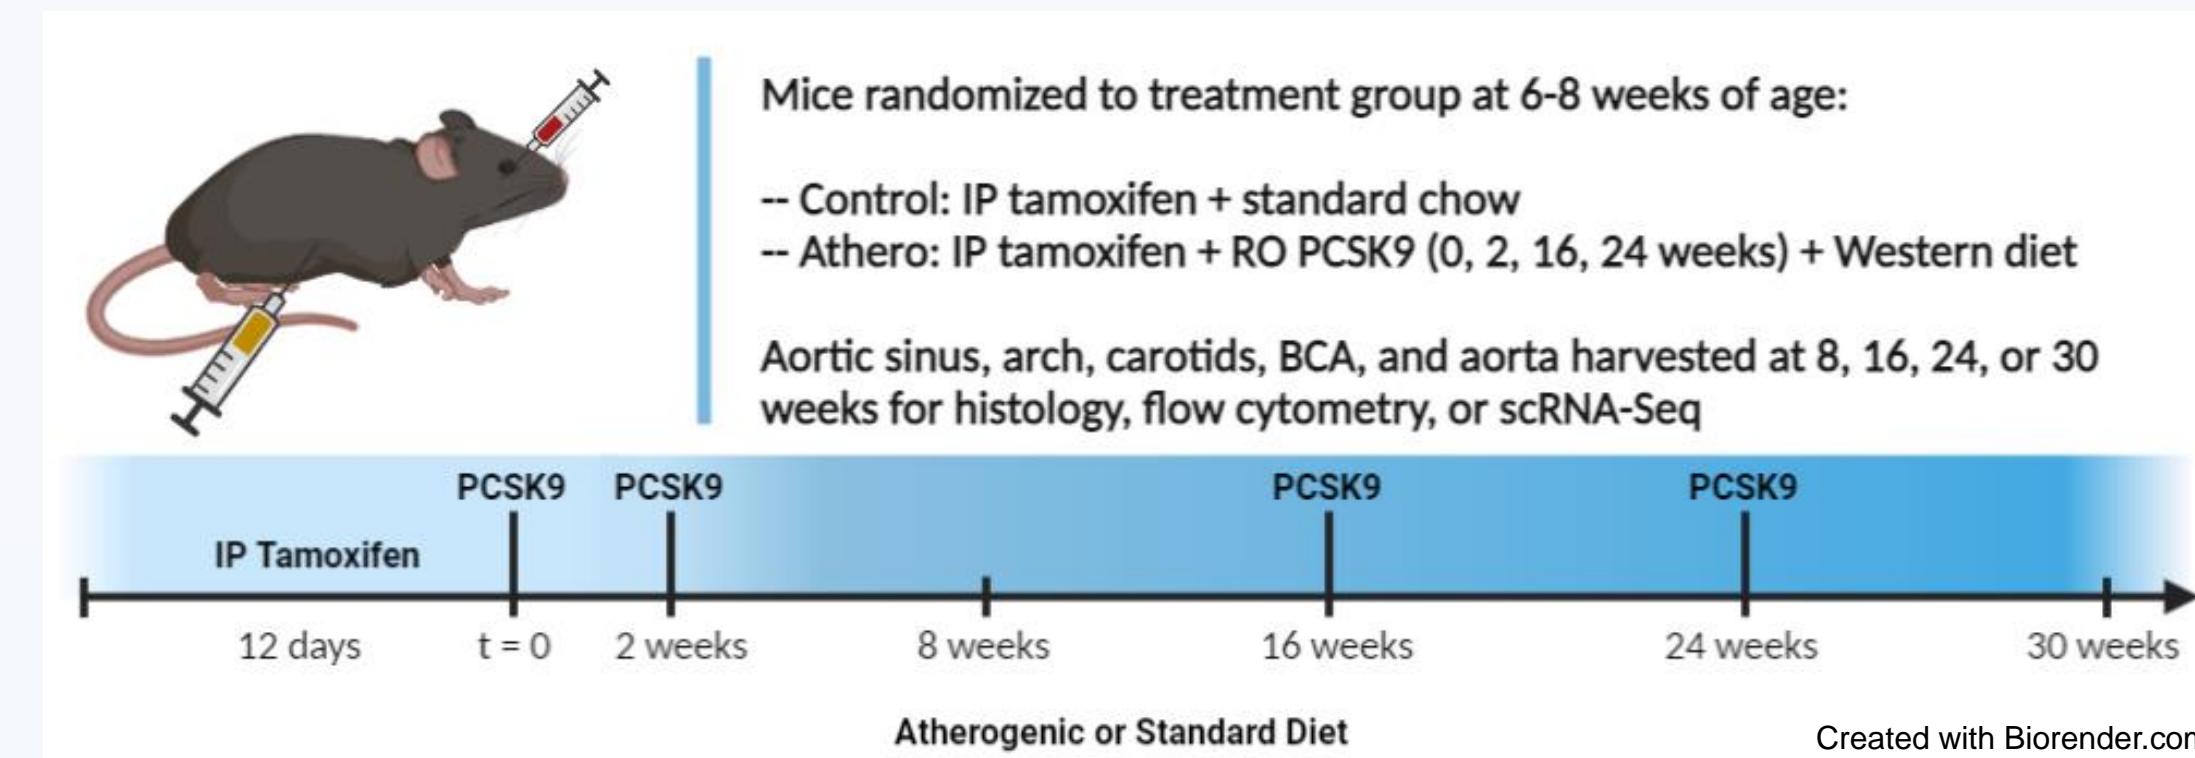 Mice randomized to treatment group at 6-8 weeks of age:
-- Control: IP tamoxifen + standard chow
-- Athero: IP tamoxifen + RO PCSK9 (0, 2, 16, 24 weeks) + Western diet
Aortic sinus, arch, carotids, BCA, and aorta harvested at 8, 16, 24, or 30
weeks for histology, flow cytometry, or scRNA-Seq
PCSK9 PCSK9 PCSK9 PCSK9
IP Tamoxifen
12 days t = 0 2 weeks 8 weeks 16 weeks 24 weeks 30 weeks
Atherogenic or Standard Diet
Created with Biorender.com